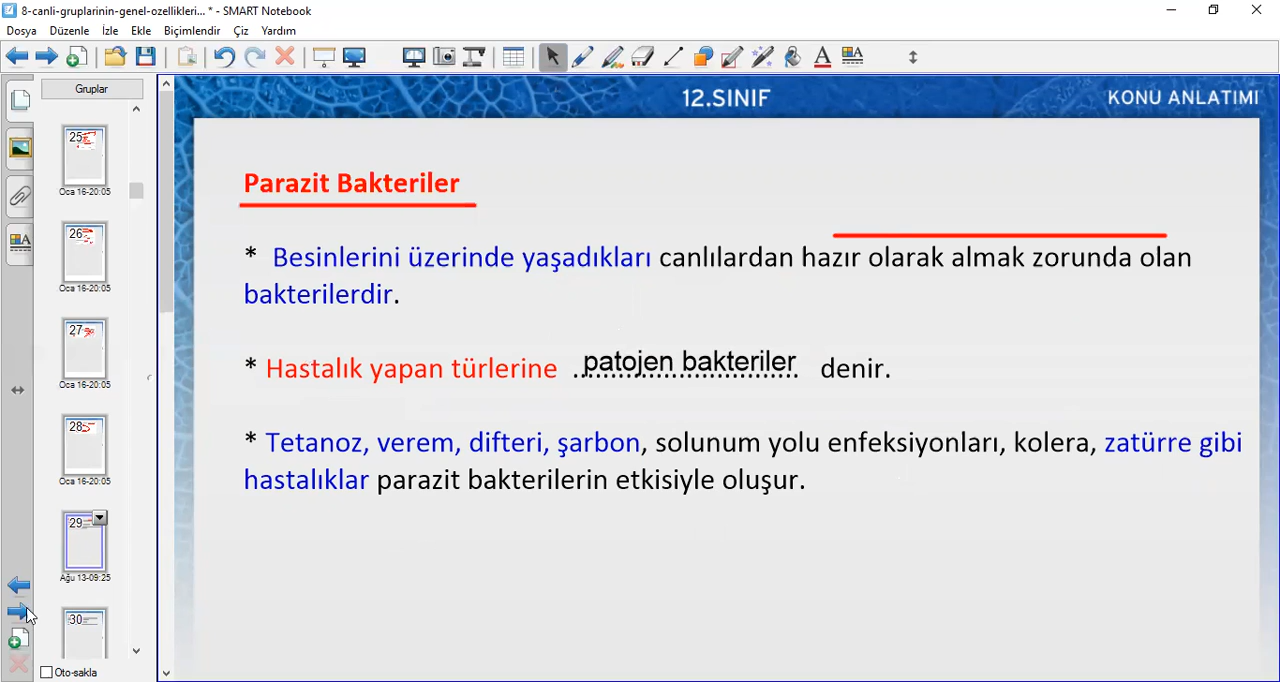 8-canli-gruplarinin-genel-ozellikleri... * - SMART Notebook
Dosya Düzenle İzle Ekle Biçimlendir Çiz Yardım
Gruplar
25
Oca 16-20:05
26
Oca 16-20:05
27
Oca 16-20:05
28
Oca 16-20:05
29
Ağu 13-09:25
30
Oto-sakla
12.SINIF
KONU ANLATIMI
Parazit Bakteriler
* Besinlerini üzerinde yaşadıkları canlılardan hazır olarak almak zorunda olan
bakterilerdir.
* Hastalık yapan türlerine ..patojen bakteriler.. denir.
* Tetanoz, verem, difteri, şarbon, solunum yolu enfeksiyonları, kolera, zatürre gibi
hastalıklar parazit bakterilerin etkisiyle oluşur.